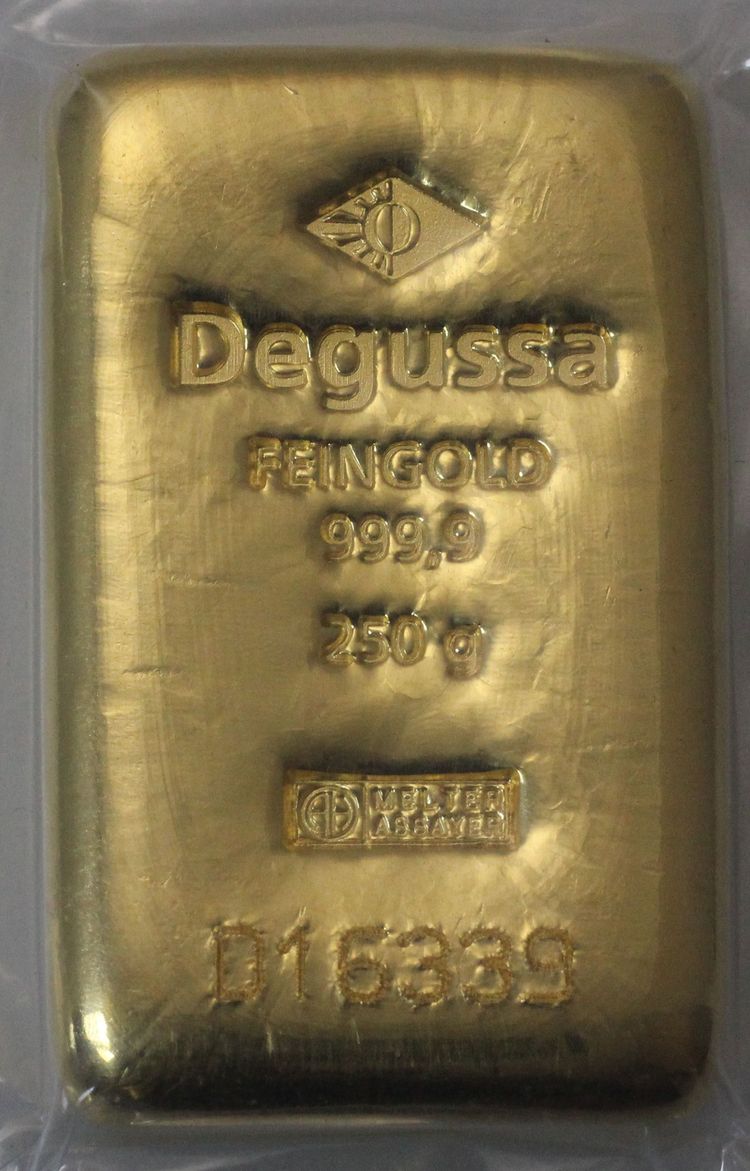 Degussa
FEINGOLD
999,9
250 g
MELTER
ASSAYER
D16339